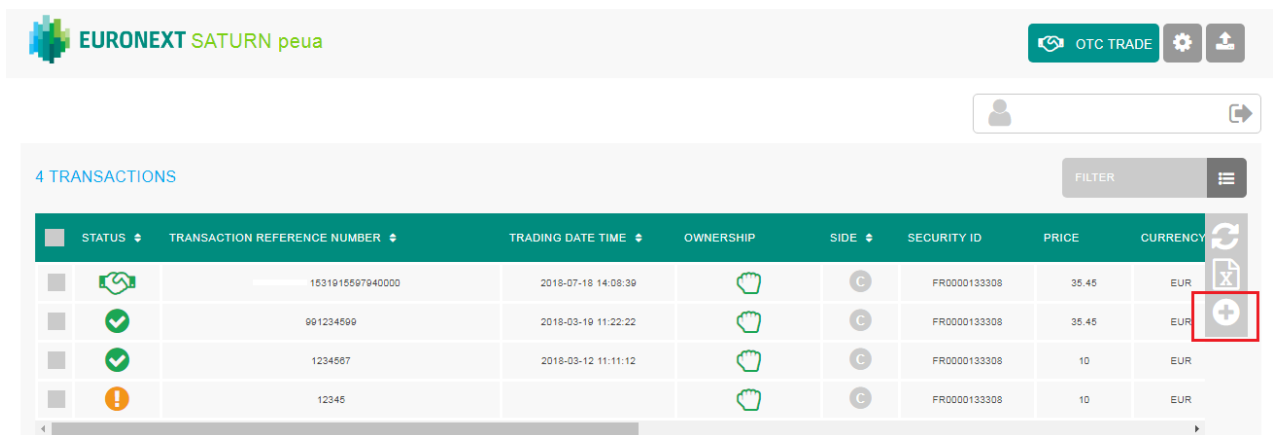 EURONEXT SATURN peua
OTC TRADE
4 TRANSACTIONS
FILTER
STATUS TRANSACTION REFERENCE NUMBER TRADING DATE TIME OWNERSHIP SIDE SECURITY ID PRICE CURRENCY
1531915597940000 2018-07-18 14:08:39 C FR0000133308 35.45 EUR X
991234599 2018-03-19 11:22:22 C FR0000133308 35.45 EUR
1234567 2018-03-12 11:11:12 C FR0000133308 10 EUR
12345 C FR0000133308 10 EUR